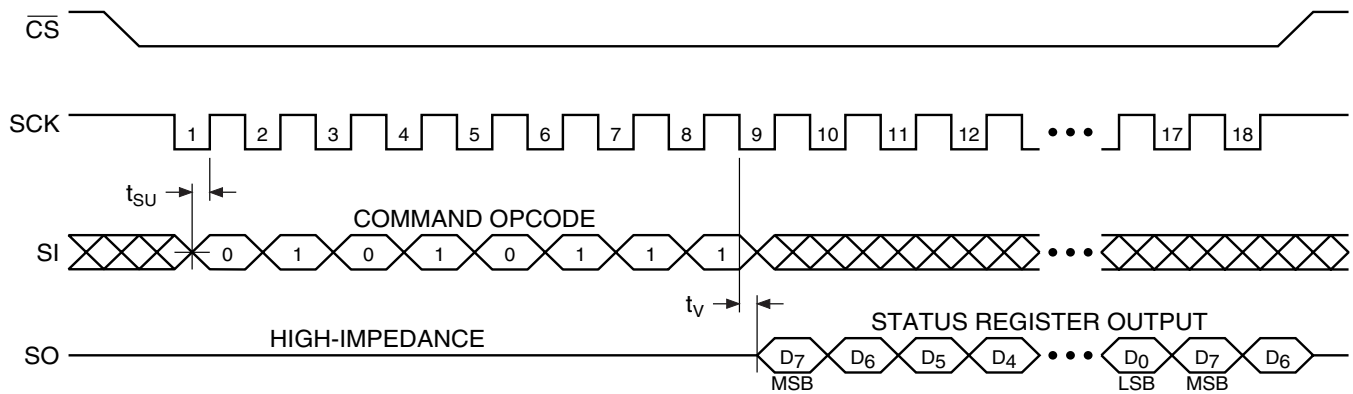 CS
SCK 1 2 3 4 5 6 7 8 9 10 11 12 ••• 17 18
tSU
COMMAND OPCODE
SI 0 1 0 1 0 1 1 1 •••
tV
HIGH-IMPEDANCE
STATUS REGISTER OUTPUT
SO D7 D6 D5 D4 ••• D0 D7 D6
MSB LSB MSB